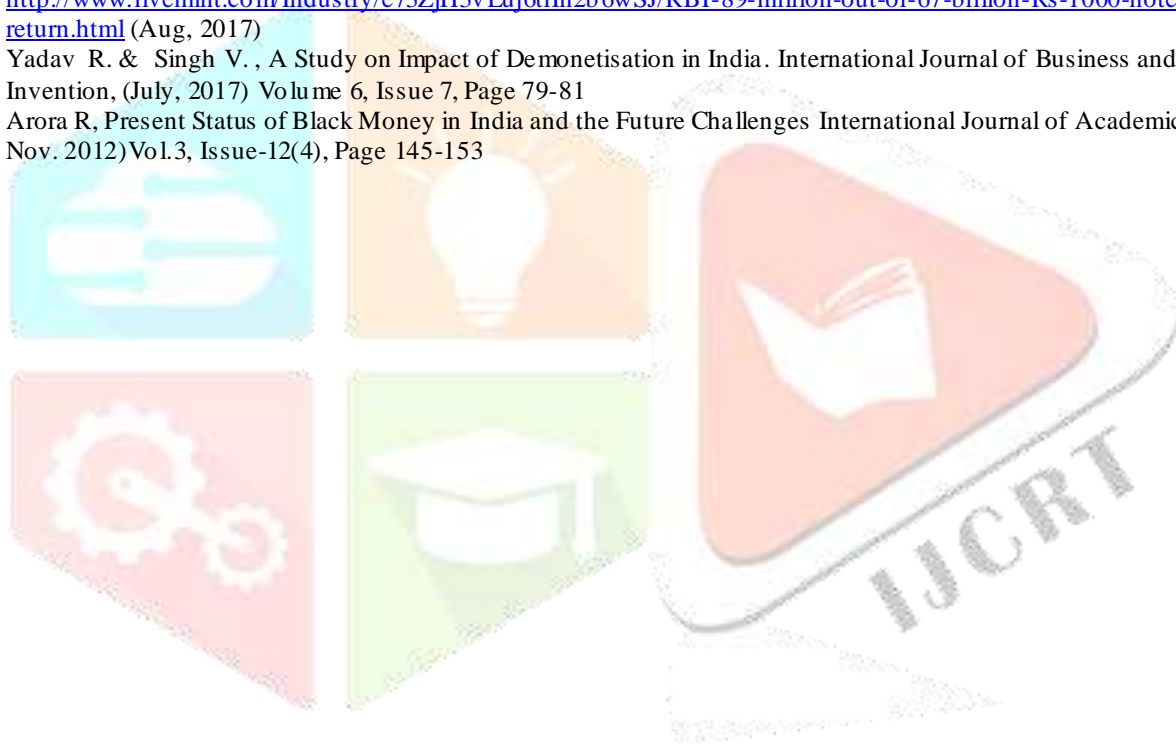 return.html (Aug, 2017)
Yadav R. & Singh V. , A Study on Impact of Demonetisation in India. International Journal of Business and
Invention, (July, 2017) Volume 6, Issue 7, Page 79-81
Arora R, Present Status of Black Money in India and the Future Challenges International Journal of Academic
Nov. 2012)Vol.3, Issue-12(4), Page 145-153
IJCRT